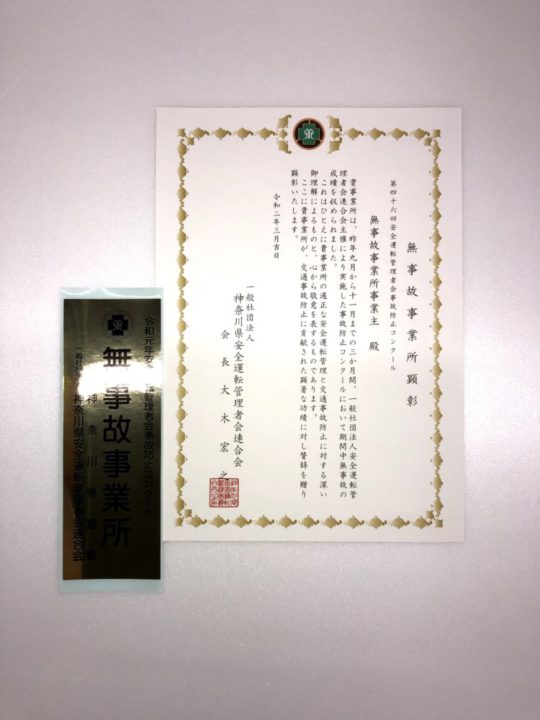 無事故事業所顕彰
第四十六回安全運転管理者会事故防止コンクール
無事故事業所事業主 殿
貴事業所は、昨年九月から十一月までの三か月間、一般社団法人安全運転管
理者会連合会主催により実施した事故防止コンクールにおいて期間中無事故の
成績を収められました。
これはひとえに貴事業所の適正な安全運転管理と交通事故防止に対する深い
御理解によるものと、心から敬意を表するものであります。
ここに貴事業所が、交通事故防止に貢献された顕著な功績に対し賛辞を贈り
顕彰いたします。
令和二年三月吉日
一般社団法人
神奈川県安全運転管理者会連合会
会長 大木宏之
令和元年
管理者会事故防止コンクール
無事故事業所
神奈川県警察
神奈川県安全運転管理者会連合会